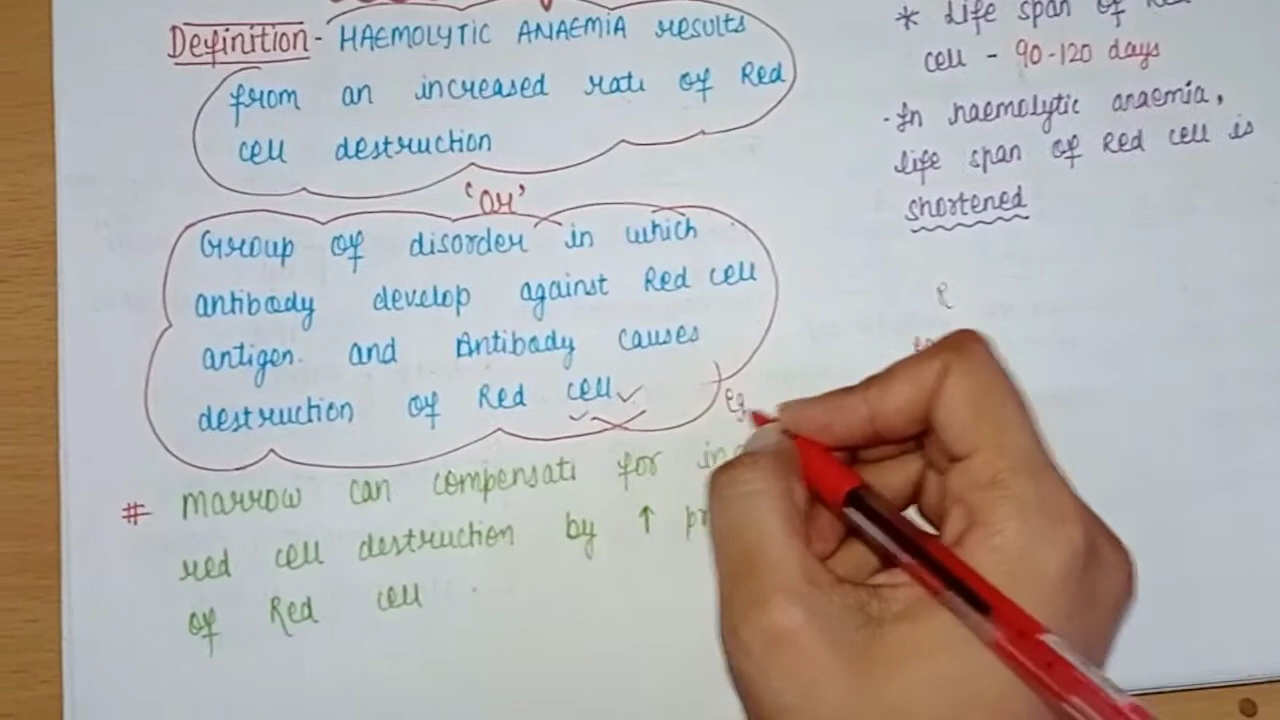 Definition - HAEMOLYTIC ANAEMIA results
from an increased rate of Red
cell destruction
'Or'
Group of disorder in which
antibody develop against Red cell
antigen. and Antibody causes
destruction of Red cell
eg
# Marrow can compensate for
red cell destruction by ↑
of Red cell.
* Life span of Red
cell - 90-120 days
- In haemolytic anaemia,
life span of Red cell is
shortened
R